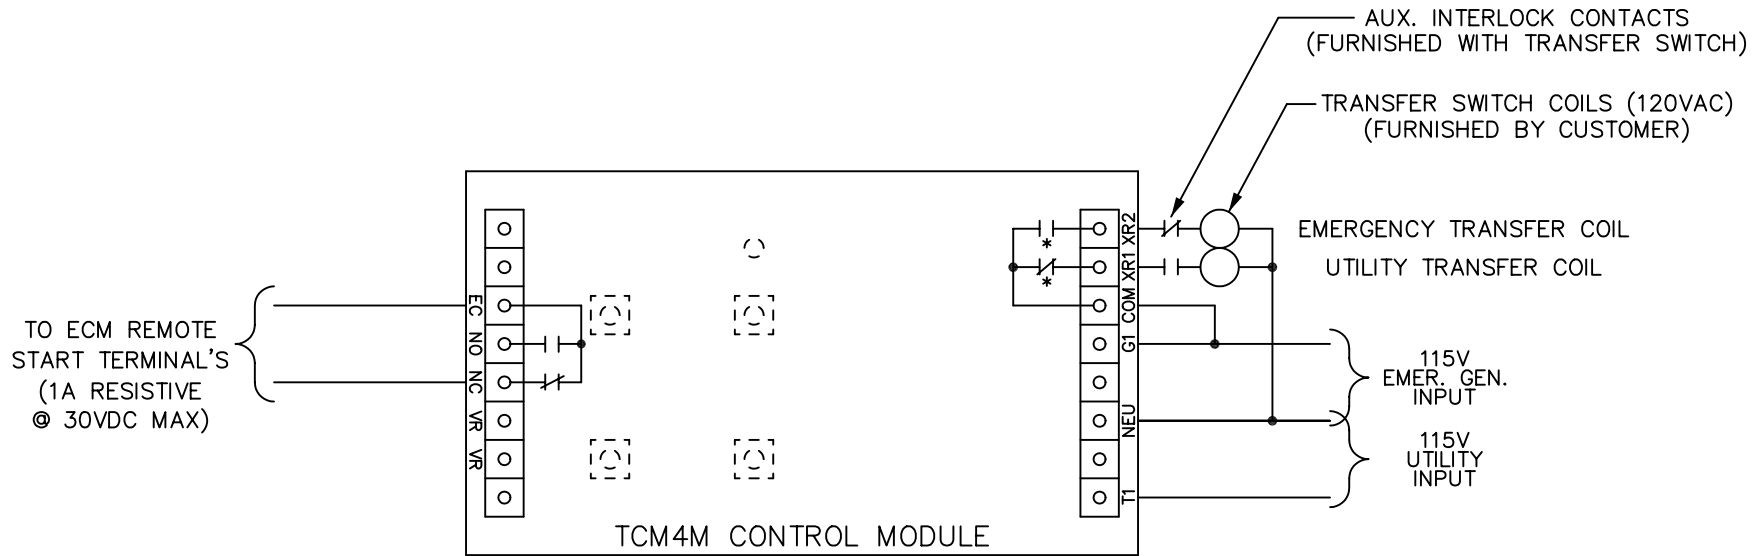 AUX. INTERLOCK CONTACTS
(FURNISHED WITH TRANSFER SWITCH)
TRANSFER SWITCH COILS (120VAC)
(FURNISHED BY CUSTOMER)
EMERGENCY TRANSFER COIL
UTILITY TRANSFER COIL
TO ECM REMOTE
START TERMINAL'S
(1A RESISTIVE
@ 30VDC MAX)
EC
NO
NC
VR
VR
*
*
XR2
XR1
COM
G1
NEU
T1
115V
EMER. GEN.
INPUT
115V
UTILITY
INPUT
TCM4M CONTROL MODULE